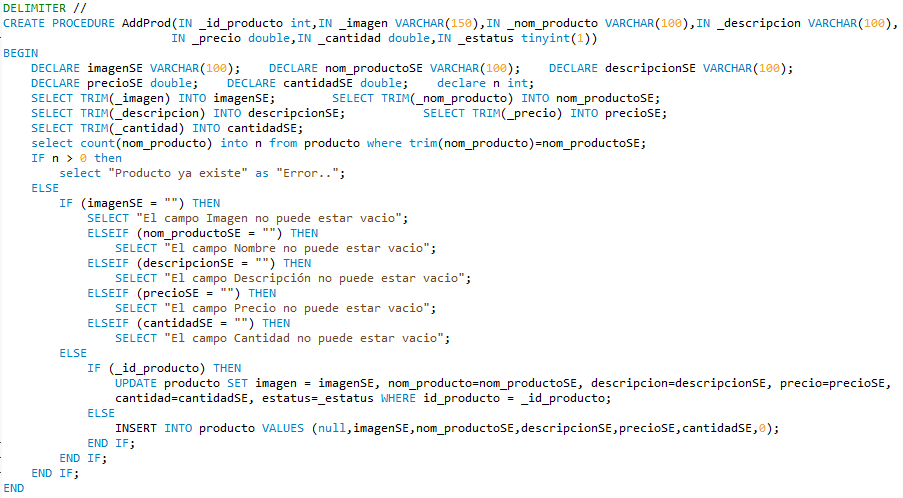 DELIMITER //
CREATE PROCEDURE AddProd(IN _id_producto int,IN _imagen VARCHAR(150),IN _nom_producto VARCHAR(100),IN _descripcion VARCHAR(100),
IN _precio double,IN _cantidad double,IN _estatus tinyint(1))
BEGIN
DECLARE imagenSE VARCHAR(100);    DECLARE nom_productoSE VARCHAR(100);    DECLARE descripcionSE VARCHAR(100);
DECLARE precioSE double;    DECLARE cantidadSE double;    declare n int;
SELECT TRIM(_imagen) INTO imagenSE;        SELECT TRIM(_nom_producto) INTO nom_productoSE;
SELECT TRIM(_descripcion) INTO descripcionSE;           SELECT TRIM(_precio) INTO precioSE;
SELECT TRIM(_cantidad) INTO cantidadSE;
select count(nom_producto) into n from producto where trim(nom_producto)=nom_productoSE;
IF n > 0 then
select "Producto ya existe" as "Error..";
ELSE
IF (imagenSE = "") THEN
SELECT "El campo Imagen no puede estar vacio";
ELSEIF (nom_productoSE = "") THEN
SELECT "El campo Nombre no puede estar vacio";
ELSEIF (descripcionSE = "") THEN
SELECT "El campo Descripción no puede estar vacio";
ELSEIF (precioSE = "") THEN
SELECT "El campo Precio no puede estar vacio";
ELSEIF (cantidadSE = "") THEN
SELECT "El campo Cantidad no puede estar vacio";
ELSE
IF (_id_producto) THEN
UPDATE producto SET imagen = imagenSE, nom_producto=nom_productoSE, descripcion=descripcionSE, precio=precioSE,
cantidad=cantidadSE, estatus=_estatus WHERE id_producto = _id_producto;
ELSE
INSERT INTO producto VALUES (null,imagenSE,nom_productoSE,descripcionSE,precioSE,cantidadSE,0);
END IF;
END IF;
END IF;
END